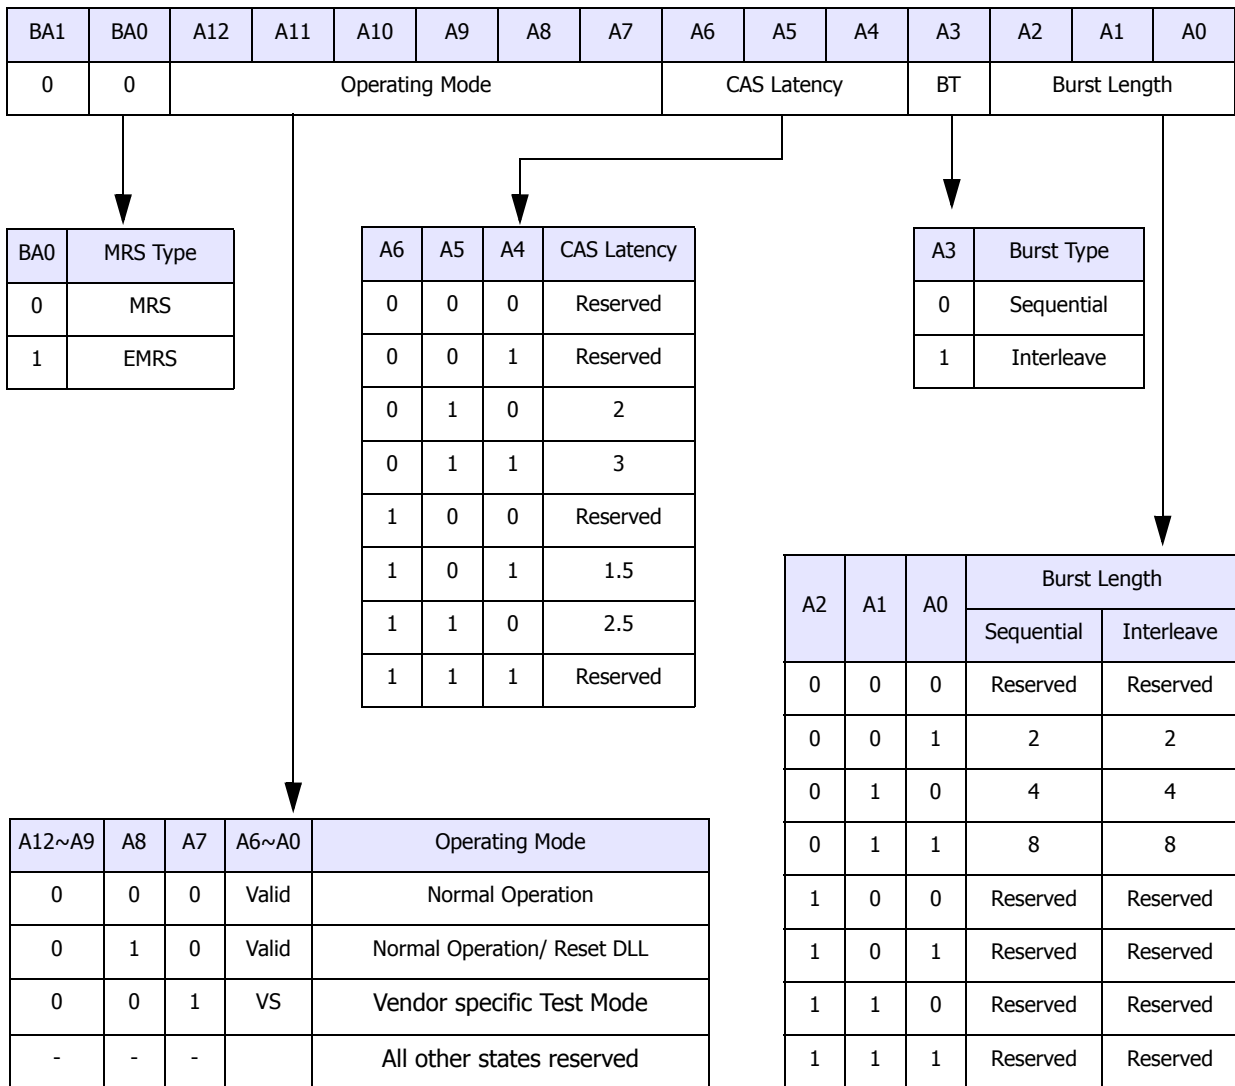 BA1 BA0 A12 A11 A10 A9 A8 A7 A6 A5 A4 A3 A2 A1 A0
0 0 Operating Mode CAS Latency BT Burst Length
BA0 MRS Type
0 MRS
1 EMRS
A6 A5 A4 CAS Latency
0 0 0 Reserved
0 0 1 Reserved
0 1 0 2
0 1 1 3
1 0 0 Reserved
1 0 1 1.5
1 1 0 2.5
1 1 1 Reserved
A3 Burst Type
0 Sequential
1 Interleave
A2 A1 A0 Burst Length
Sequential Interleave
0 0 0 Reserved Reserved
0 0 1 2 2
0 1 0 4 4
0 1 1 8 8
1 0 0 Reserved Reserved
1 0 1 Reserved Reserved
1 1 0 Reserved Reserved
1 1 1 Reserved Reserved
A12~A9 A8 A7 A6~A0 Operating Mode
0 0 0 Valid Normal Operation
0 1 0 Valid Normal Operation/ Reset DLL
0 0 1 VS Vendor specific Test Mode
- - - All other states reserved